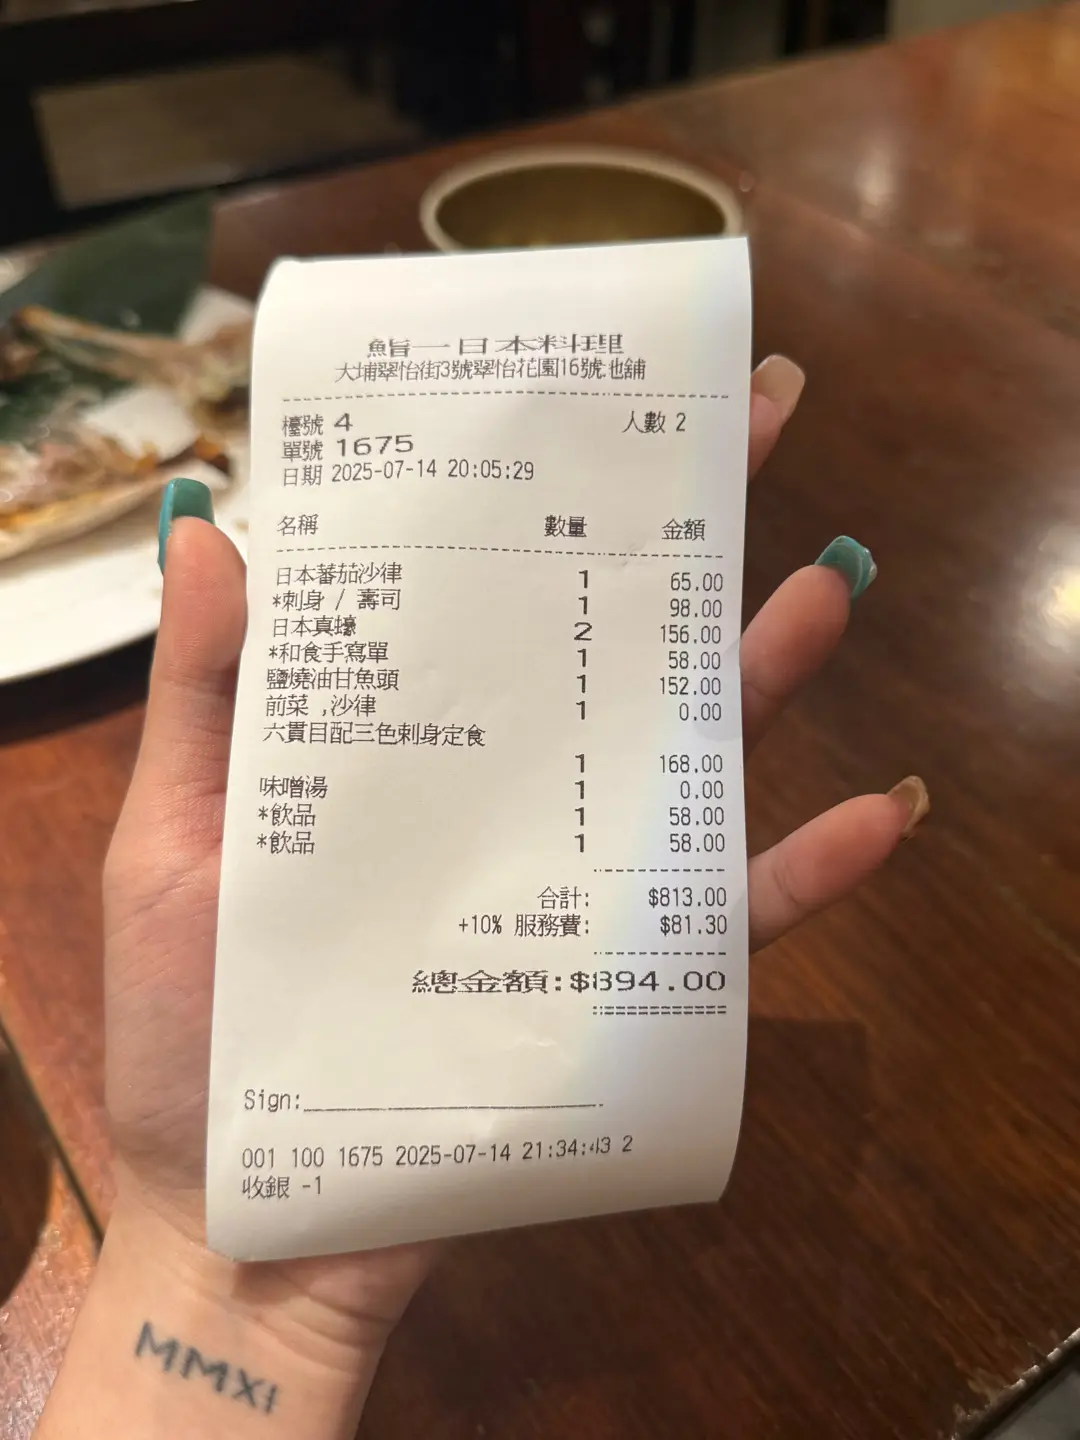 鮨一日本料理
大埔翠怡街3號翠怡花園16號地舖
檯號 4 人數 2
單號 1675
日期 2025-07-14 20:05:29
名稱 數量 金額
日本蕃茄沙律 1 65.00
*刺身 / 壽司 1 98.00
日本真蠔 2 156.00
*和食手寫單 1 58.00
鹽燒油甘魚頭 1 152.00
前菜 ,沙律 1 0.00
六貫目配三色刺身定食
1 168.00
味噌湯 1 0.00
*飲品 1 58.00
*飲品 1 58.00
合計: $813.00
+10% 服務費: $81.30
總金額:$894.00
Sign:
001 100 1675 2025-07-14 21:34:43 2
收銀 -1
MMXI